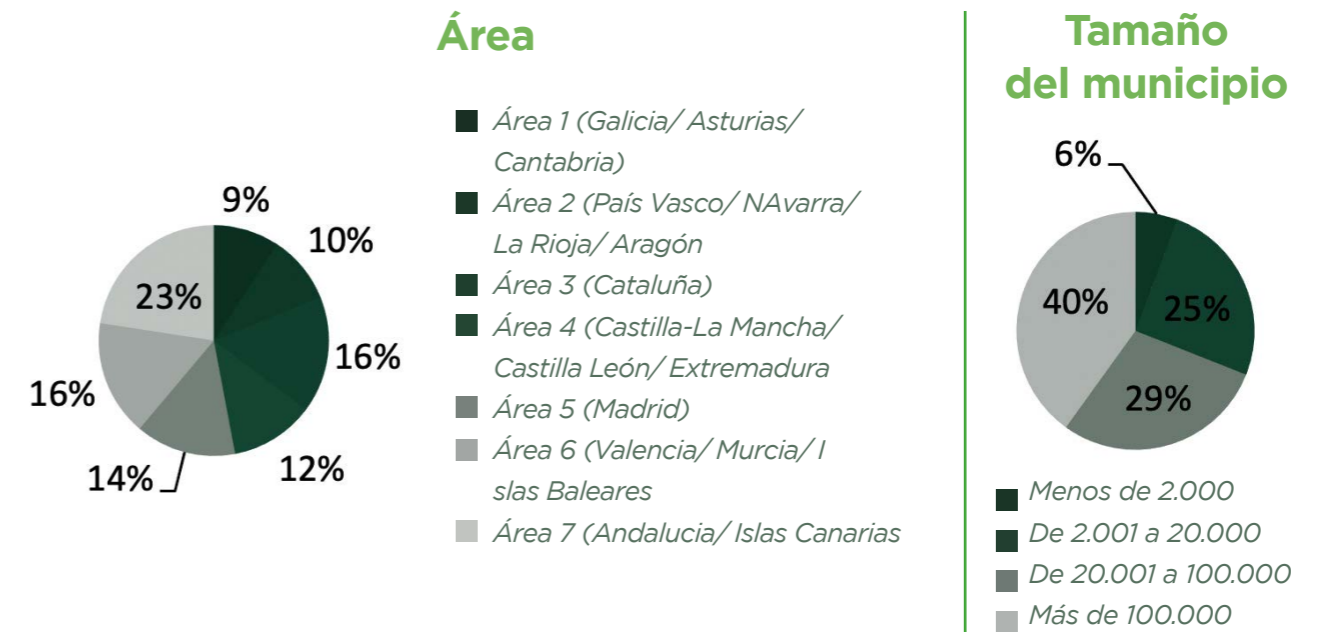 Área
9%
10%
16%
12%
14%
16%
23%
Área 1 (Galicia/ Asturias/
Cantabria)
Área 2 (País Vasco/ NAvarra/
La Rioja/ Aragón
Área 3 (Cataluña)
Área 4 (Castilla-La Mancha/
Castilla León/ Extremadura
Área 5 (Madrid)
Área 6 (Valencia/ Murcia/ I
slas Baleares
Área 7 (Andalucia/ Islas Canarias
Tamaño
del municipio
6%
25%
29%
40%
Menos de 2.000
De 2.001 a 20.000
De 20.001 a 100.000
Más de 100.000